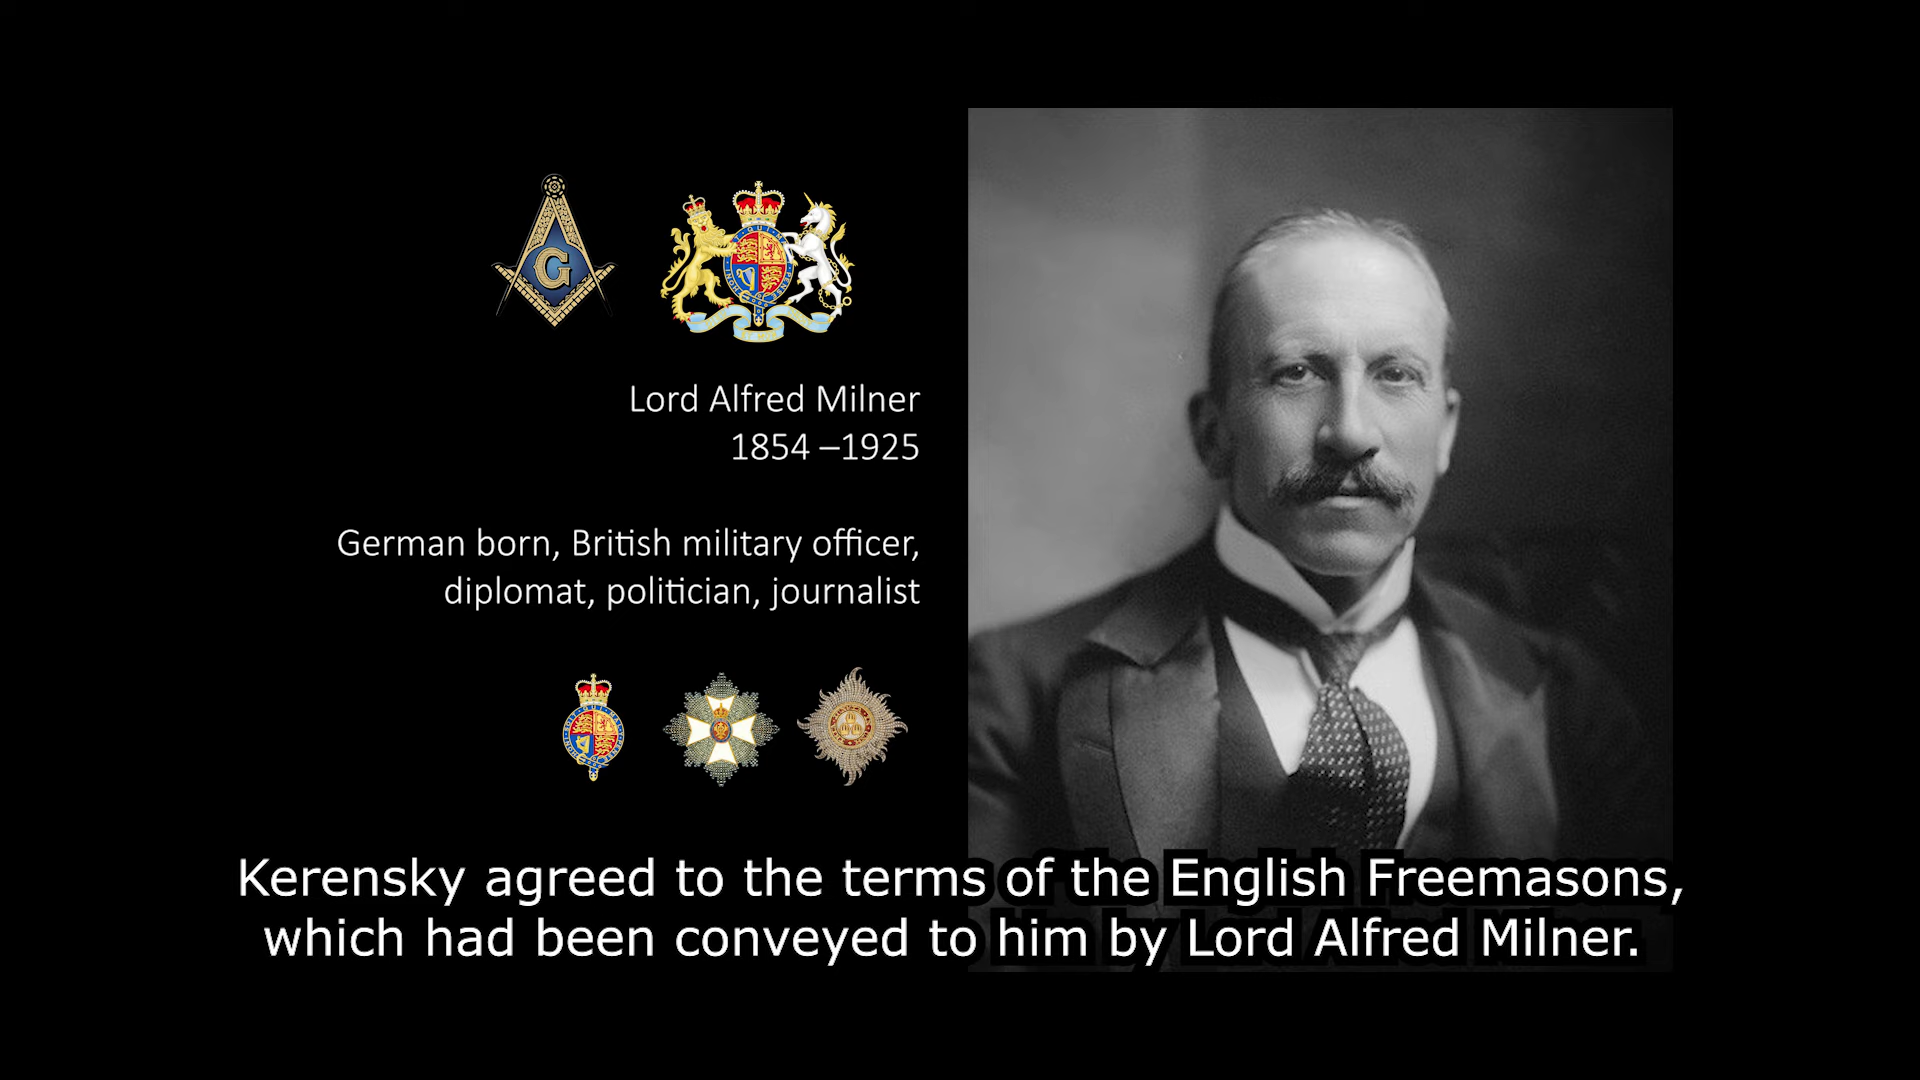 G
Lord Alfred Milner
1854 –1925
German born, British military officer,
diplomat, politician, journalist
Kerensky agreed to the terms of the English Freemasons,
which had been conveyed to him by Lord Alfred Milner.